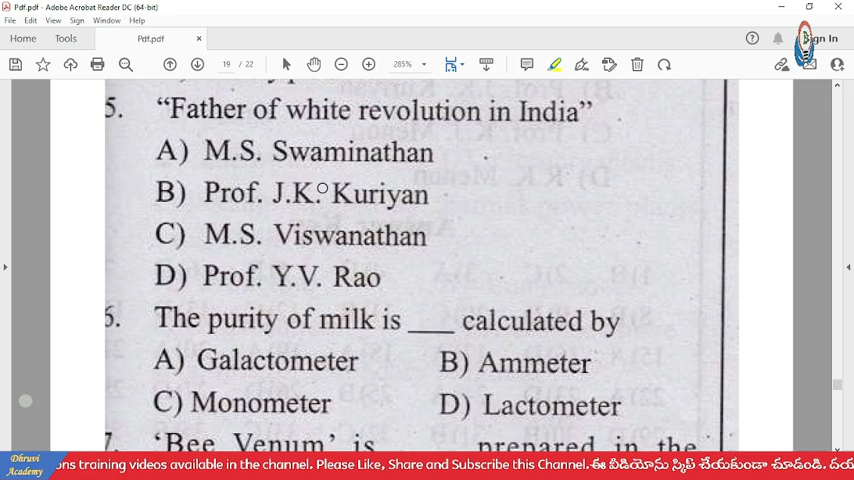 Pdf.pdf - Adobe Acrobat Reader DC (64-bit)
File Edit View Sign Window Help
Home Tools Pdf.pdf × Sign In
19 / 22 285%
5. “Father of white revolution in India”
A) M.S. Swaminathan
B) Prof. J.K. Kuriyan
C) M.S. Viswanathan
D) Prof. Y.V. Rao
6. The purity of milk is ____ calculated by
A) Galactometer B) Ammeter
C) Monometer D) Lactometer
7. ‘Bee Venum’ is ____ prepared in the
Dhruvi
Academy
ons training videos available in the channel. Please Like, Share and Subscribe this Channel. ఈ వీడియోను స్కిప్ చేయకుండా చూడండి. దయ